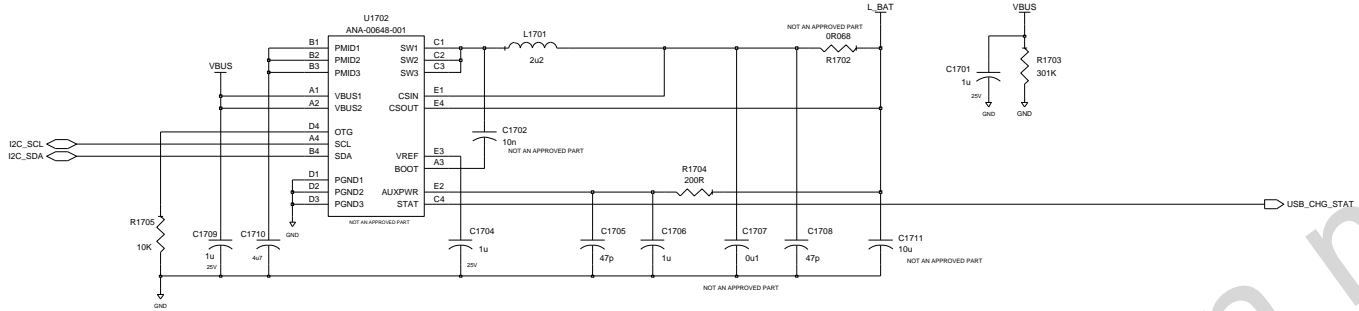 L_BAT
VBUS
U1702
ANA-00648-001
NOT AN APPROVED PART
0R068
R1702
L1701
2u2
B1 PMID1 SW1 C1
B2 PMID2 SW2 C2
B3 PMID3 SW3 C3
VBUS
A1 VBUS1 CSIN E1
A2 VBUS2 CSOUT E4
D4 OTG
I2C_SCL A4 SCL
I2C_SDA B4 SDA VREF E3
BOOT A3
D1 PGND1
D2 PGND2 AUXPWR E2
D3 PGND3 STAT C4
NOT AN APPROVED PART
GND
C1702
10n
NOT AN APPROVED PART
R1704
200R
USB_CHG_STAT
C1701
1u
25V
GND
R1703
301K
GND
R1705
10K
C1709
1u
25V
C1710
4u7
C1704
1u
25V
C1705
47p
C1706
1u
C1707
0u1
C1708
47p
C1711
10u
NOT AN APPROVED PART
NOT AN APPROVED PART
GND